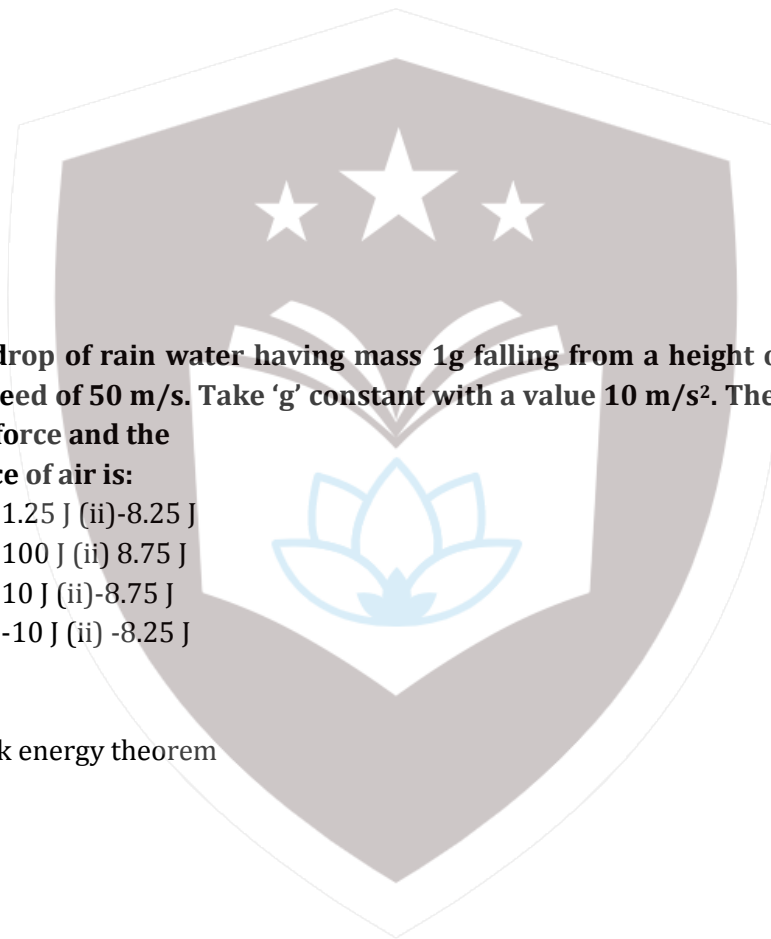 drop of rain water having mass 1g falling from a height
eed of 50 m/s. Take ‘g’ constant with a value 10 m/s². The
force and the
ce of air is:
1.25 J (ii)-8.25 J
100 J (ii) 8.75 J
10 J (ii)-8.75 J
-10 J (ii) -8.25 J
k energy theorem